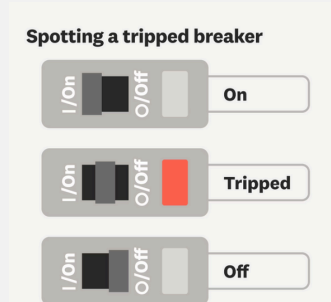 Spotting a tripped breaker
I/On
O/Off
On
I/On
O/Off
Tripped
I/On
O/Off
Off